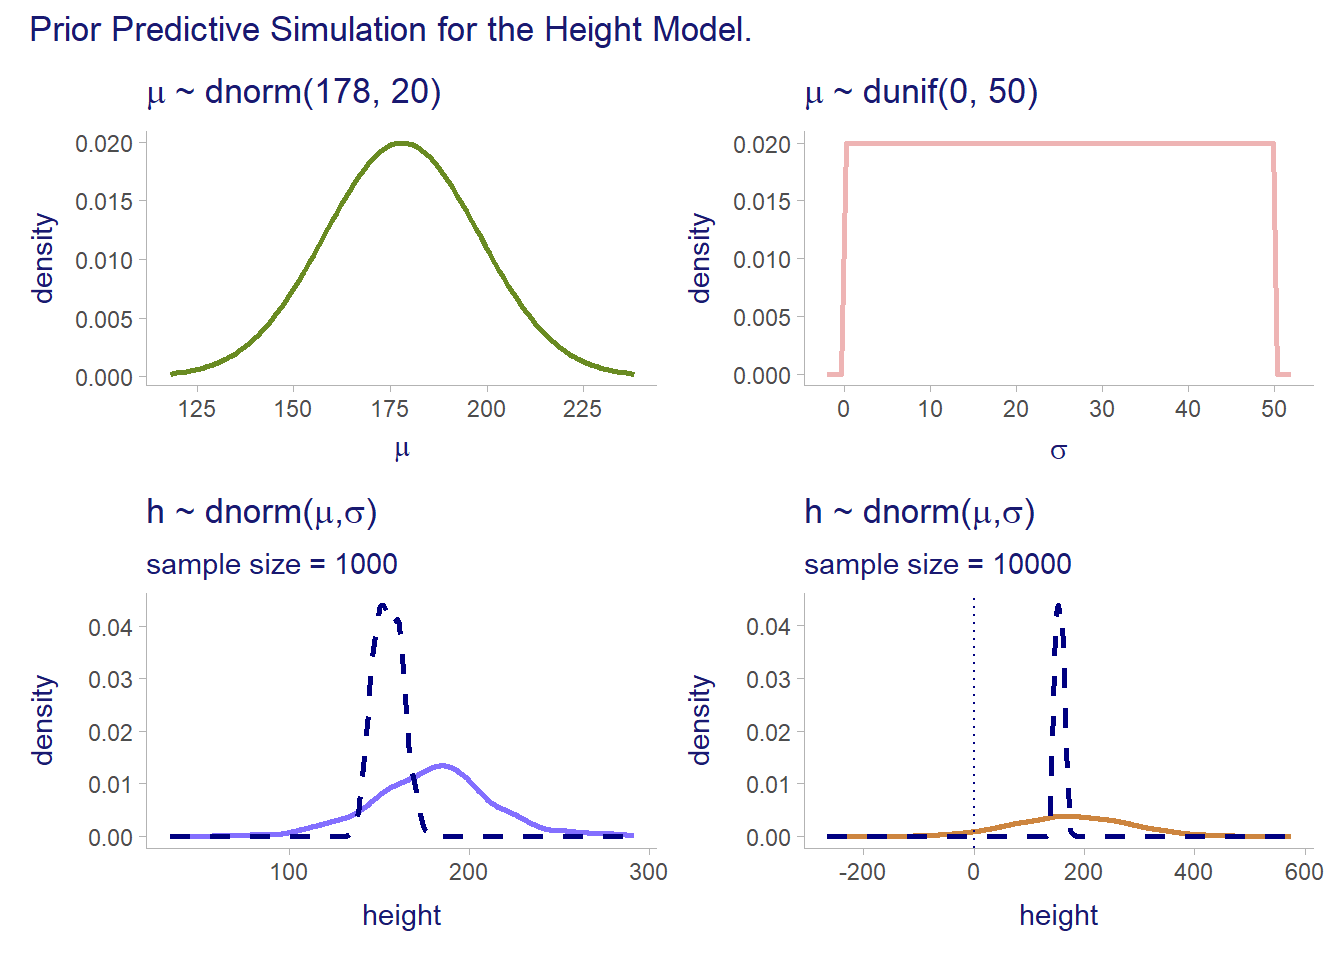 Prior Predictive Simulation for the Height Model.
μ ~ dnorm(178, 20)
0.020
0.015
0.010
0.005
0.000
density
125 150 175 200 225
μ
μ ~ dunif(0, 50)
0.020
0.015
0.010
0.005
0.000
density
0 10 20 30 40 50
σ
h ~ dnorm(μ,σ)
sample size = 1000
0.04
0.03
0.02
0.01
0.00
density
100 200 300
height
h ~ dnorm(μ,σ)
sample size = 10000
0.04
0.03
0.02
0.01
0.00
density
-200 0 200 400 600
height